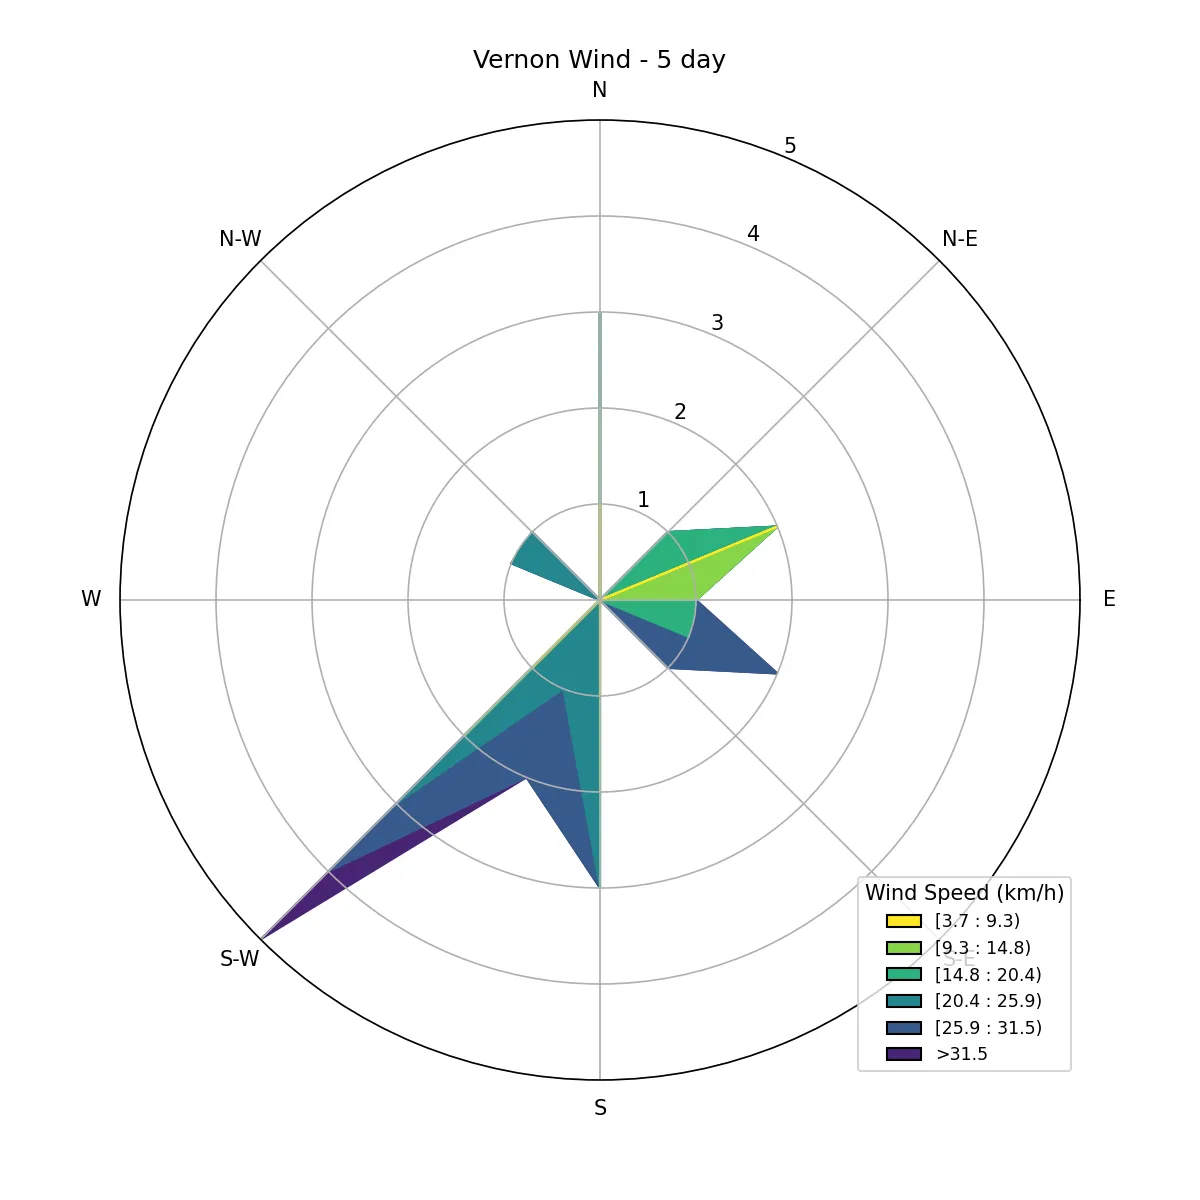 Vernon Wind - 5 day
N
5
N-W
N-E
4
3
2
1
W
E
S-W
S-E
S
Wind Speed (km/h)
[3.7 : 9.3)
[9.3 : 14.8)
[14.8 : 20.4)
[20.4 : 25.9)
[25.9 : 31.5)
>31.5